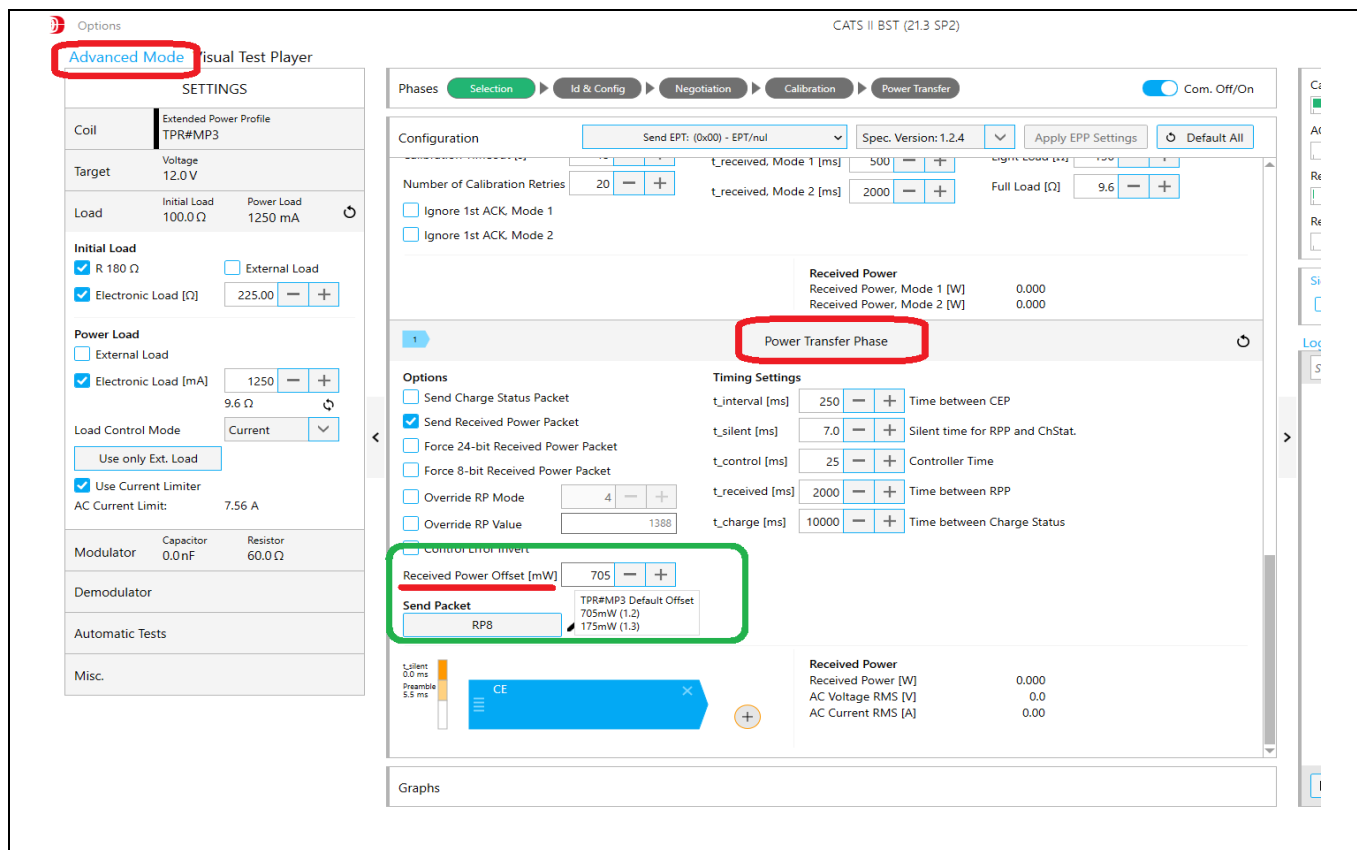 Options
CATS II BST (21.3 SP2)
Advanced Mode
isual Test Player
SETTINGS
Coil
Extended Power Profile
TPR#MP3
Target
Voltage
12.0 V
Load
Initial Load
100.0 Ω
Power Load
1250 mA
Initial Load
R 180 Ω
External Load
Electronic Load [Ω]
225.00
Power Load
External Load
Electronic Load [mA]
1250
9.6 Ω
Load Control Mode
Current
Use only Ext. Load
Use Current Limiter
AC Current Limit:
7.56 A
Modulator
Capacitor
0.0 nF
Resistor
60.0 Ω
Demodulator
Automatic Tests
Misc.
Phases
Selection
Id & Config
Negotiation
Calibration
Power Transfer
Com. Off/On
Configuration
Send EPT: (0x00) - EPT/nul
Spec. Version: 1.2.4
Apply EPP Settings
Default All
t_received, Mode 1 [ms]
500
Number of Calibration Retries
20
t_received, Mode 2 [ms]
2000
Full Load [Ω]
9.6
Ignore 1st ACK, Mode 1
Ignore 1st ACK, Mode 2
Received Power
Received Power, Mode 1 [W] 0.000
Received Power, Mode 2 [W] 0.000
1
Power Transfer Phase
Options
Send Charge Status Packet
Send Received Power Packet
Force 24-bit Received Power Packet
Force 8-bit Received Power Packet
Override RP Mode
4
Override RP Value
1388
Control Error Invert
Received Power Offset [mW]
705
Send Packet
RP8
TPR#MP3 Default Offset
705mW (1.2)
175mW (1.3)
Timing Settings
t_interval [ms] 250 Time between CEP
t_silent [ms] 7.0 Silent time for RPP and ChStat.
t_control [ms] 25 Controller Time
t_received [ms] 2000 Time between RPP
t_charge [ms] 10000 Time between Charge Status
t_silent
0.0 ms
Preamble
5.5 ms
CE
Received Power
Received Power [W] 0.000
AC Voltage RMS [V] 0.0
AC Current RMS [A] 0.00
Graphs